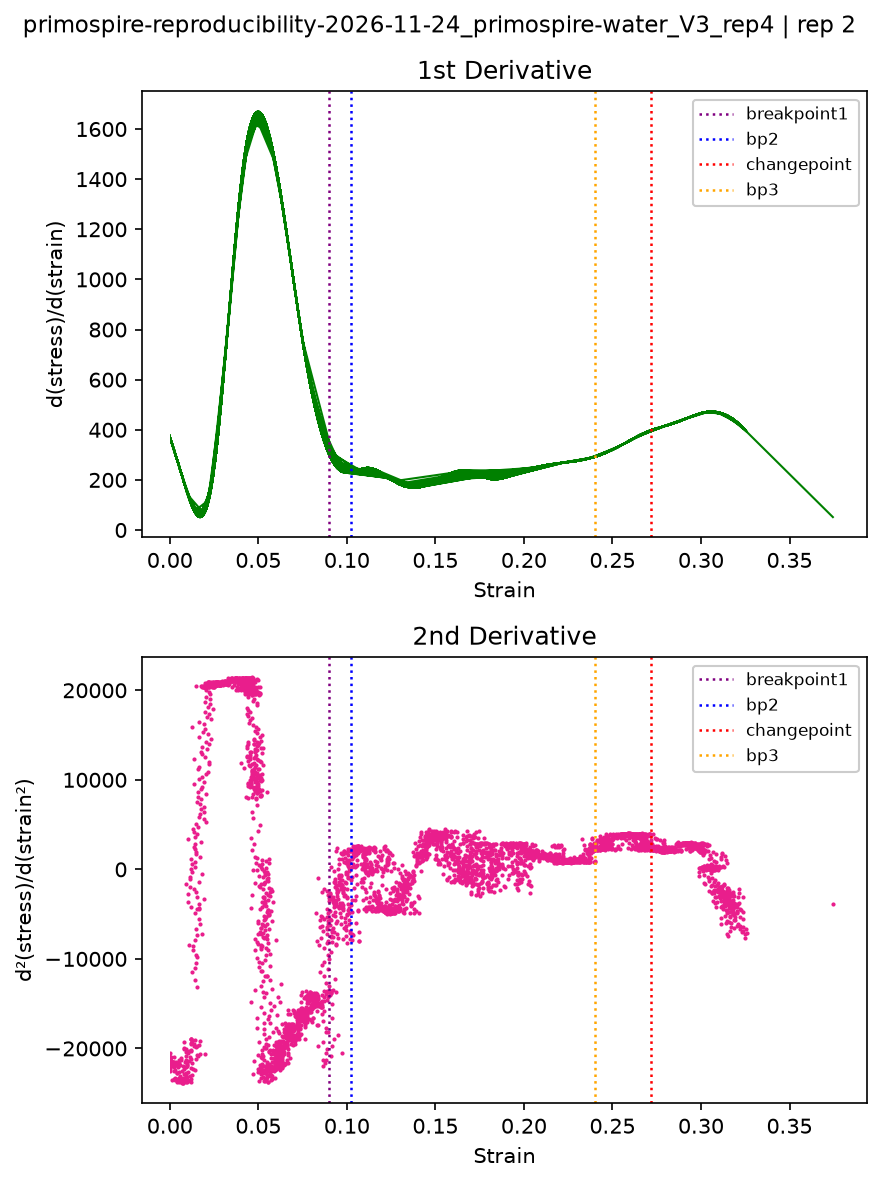 primospire-reproducibility-2026-11-24_primospire-water_V3_rep4 | rep 2
1st Derivative
breakpoint1
bp2
changepoint
bp3
d(stress)/d(strain)
1600
1400
1200
1000
800
600
400
200
0
0.00 0.05 0.10 0.15 0.20 0.25 0.30 0.35
Strain
2nd Derivative
breakpoint1
bp2
changepoint
bp3
d²(stress)/d(strain²)
20000
10000
0
−10000
−20000
0.00 0.05 0.10 0.15 0.20 0.25 0.30 0.35
Strain